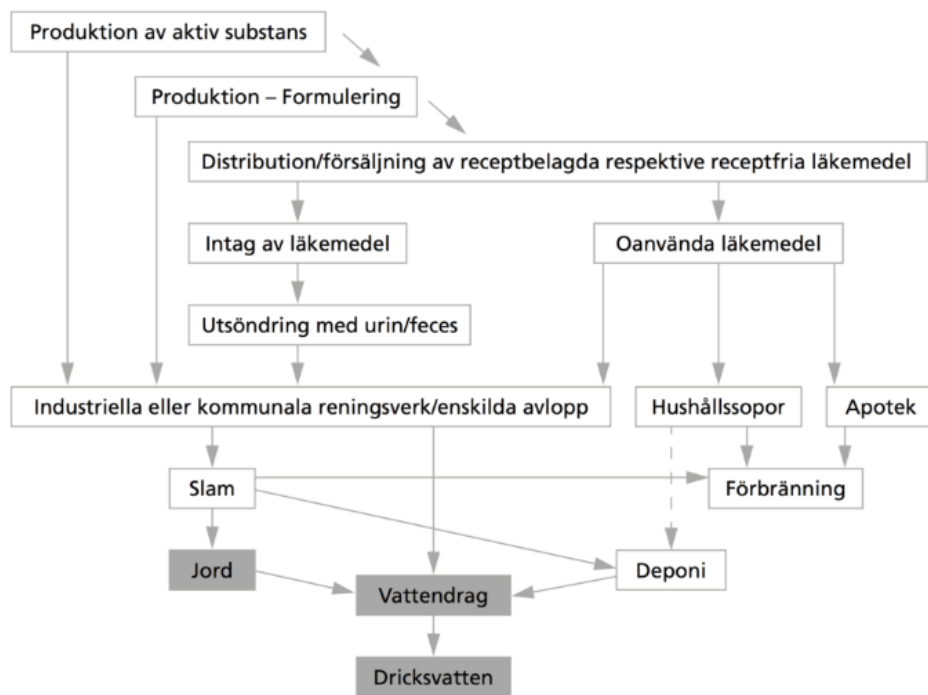 Produktion av aktiv substans
Produktion – Formulering
Distribution/försäljning av receptbelagda respektive receptfria läkemedel
Intag av läkemedel
Oanvända läkemedel
Utsöndring med urin/feces
Industriella eller kommunala reningsverk/enskilda avlopp
Hushållssopor
Apotek
Slam
Förbränning
Jord
Deponi
Vattendrag
Dricksvatten